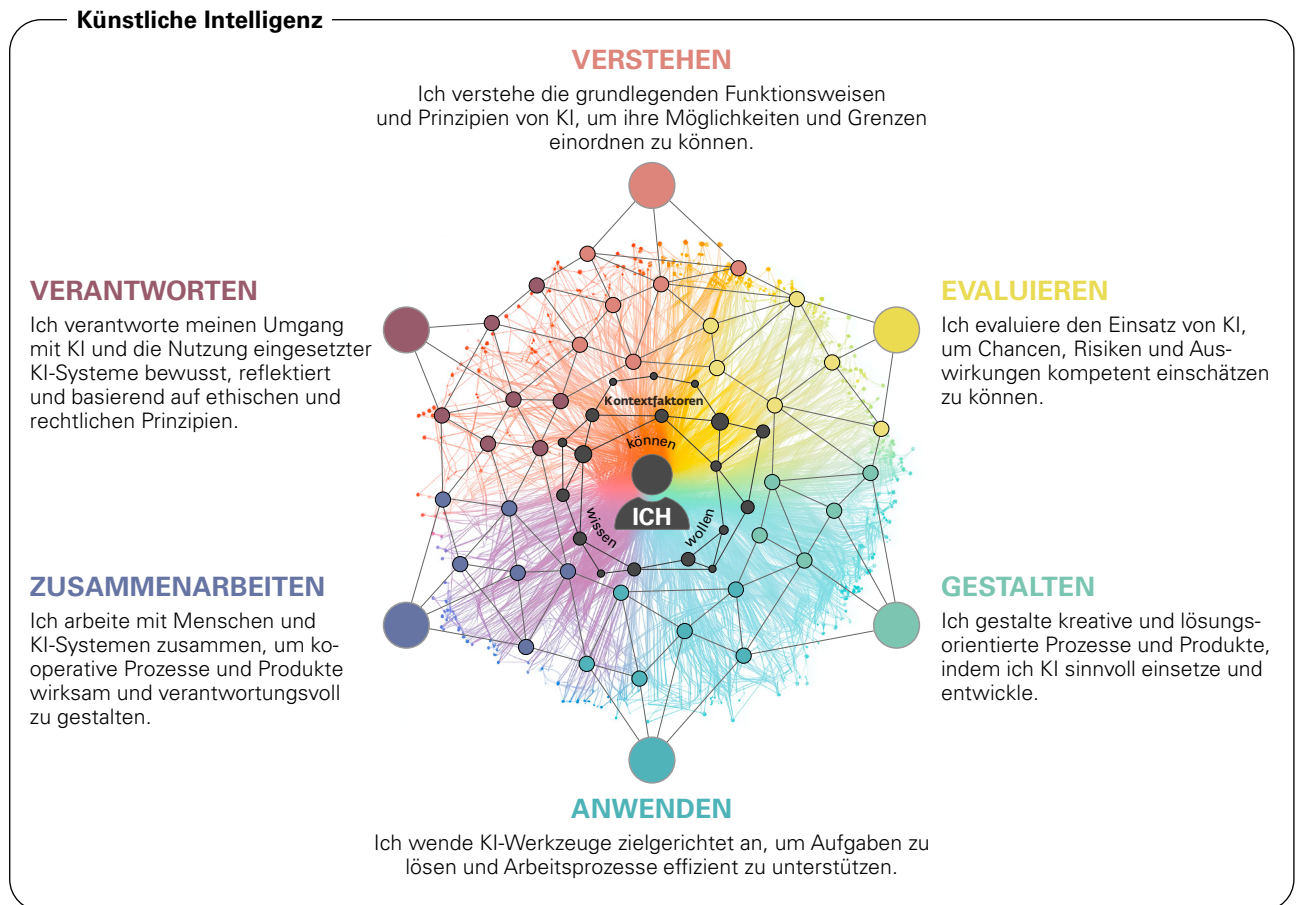 Künstliche Intelligenz
VERSTEHEN
Ich verstehe die grundlegenden Funktionsweisen
und Prinzipien von KI, um ihre Möglichkeiten und Grenzen
einordnen zu können.
VERANTWORTEN
Ich verantworte meinen Umgang
mit KI und die Nutzung eingesetzter
KI-Systeme bewusst, reflektiert
und basierend auf ethischen und
rechtlichen Prinzipien.
EVALUIEREN
Ich evaluiere den Einsatz von KI,
um Chancen, Risiken und Aus-
wirkungen kompetent einschätzen
zu können.
Kontextfaktoren
können
ICH
wissen
wollen
ZUSAMMENARBEITEN
Ich arbeite mit Menschen und
KI-Systemen zusammen, um ko-
operative Prozesse und Produkte
wirksam und verantwortungsvoll
zu gestalten.
GESTALTEN
Ich gestalte kreative und lösungs-
orientierte Prozesse und Produkte,
indem ich KI sinnvoll einsetze und
entwickle.
ANWENDEN
Ich wende KI-Werkzeuge zielgerichtet an, um Aufgaben zu
lösen und Arbeitsprozesse effizient zu unterstützen.